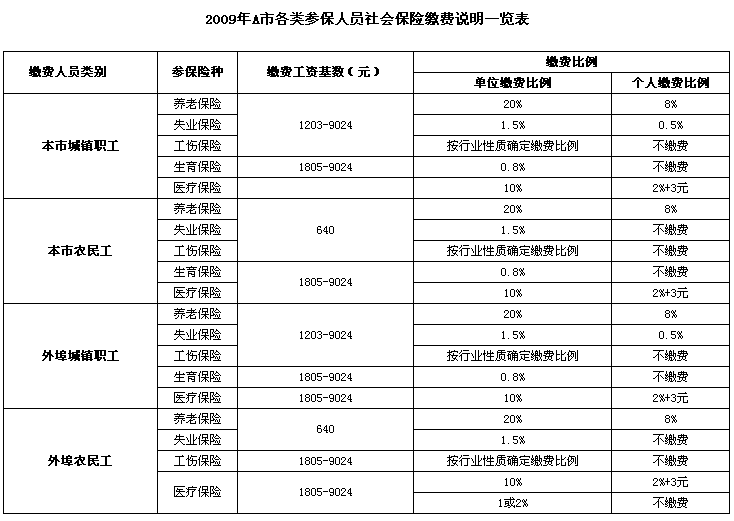 2009年A市各类参保人员社会保险缴费说明一览表
缴费人员类别 参保险种 缴费工资基数（元） 缴费比例
单位缴费比例 个人缴费比例
本市城镇职工 养老保险 1203-9024 20% 8%
失业保险 1.5% 0.5%
工伤保险 按行业性质确定缴费比例 不缴费
生育保险 1805-9024 0.8% 不缴费
医疗保险 10% 2%+3元
本市农民工 养老保险 640 20% 8%
失业保险 1.5% 不缴费
工伤保险 按行业性质确定缴费比例 不缴费
生育保险 1805-9024 0.8% 不缴费
医疗保险 10% 2%+3元
外埠城镇职工 养老保险 1203-9024 20% 8%
失业保险 1.5% 0.5%
工伤保险 按行业性质确定缴费比例 不缴费
生育保险 1805-9024 0.8% 不缴费
医疗保险 1805-9024 10% 2%+3元
外埠农民工 养老保险 640 20% 8%
失业保险 1.5% 不缴费
工伤保险 1805-9024 按行业性质确定缴费比例 不缴费
医疗保险 1805-9024 10% 2%+3元
1或2% 不缴费